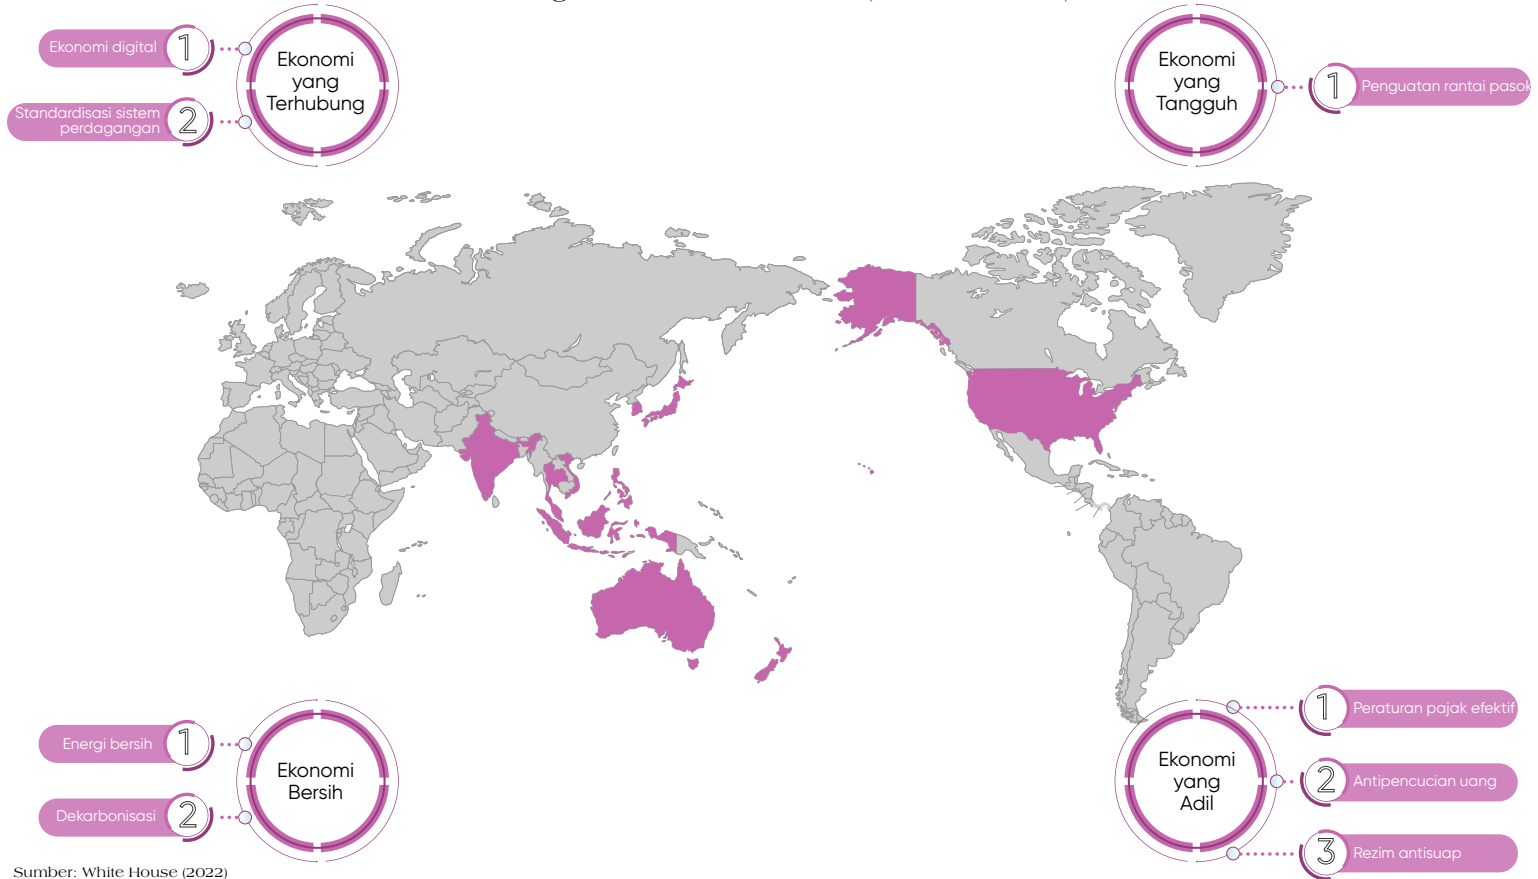 Ekonomi digital
1
Standardisasi sistem
perdagangan
2
Ekonomi
yang
Terhubung
Ekonomi
yang
Tangguh
1
Penguatan rantai pasok
Energi bersih
1
Dekarbonisasi
2
Ekonomi
Bersih
Ekonomi
yang
Adil
1
Peraturan pajak efektif
2
Antipencucian uang
3
Rezim antisuap
Sumber: White House (2022)